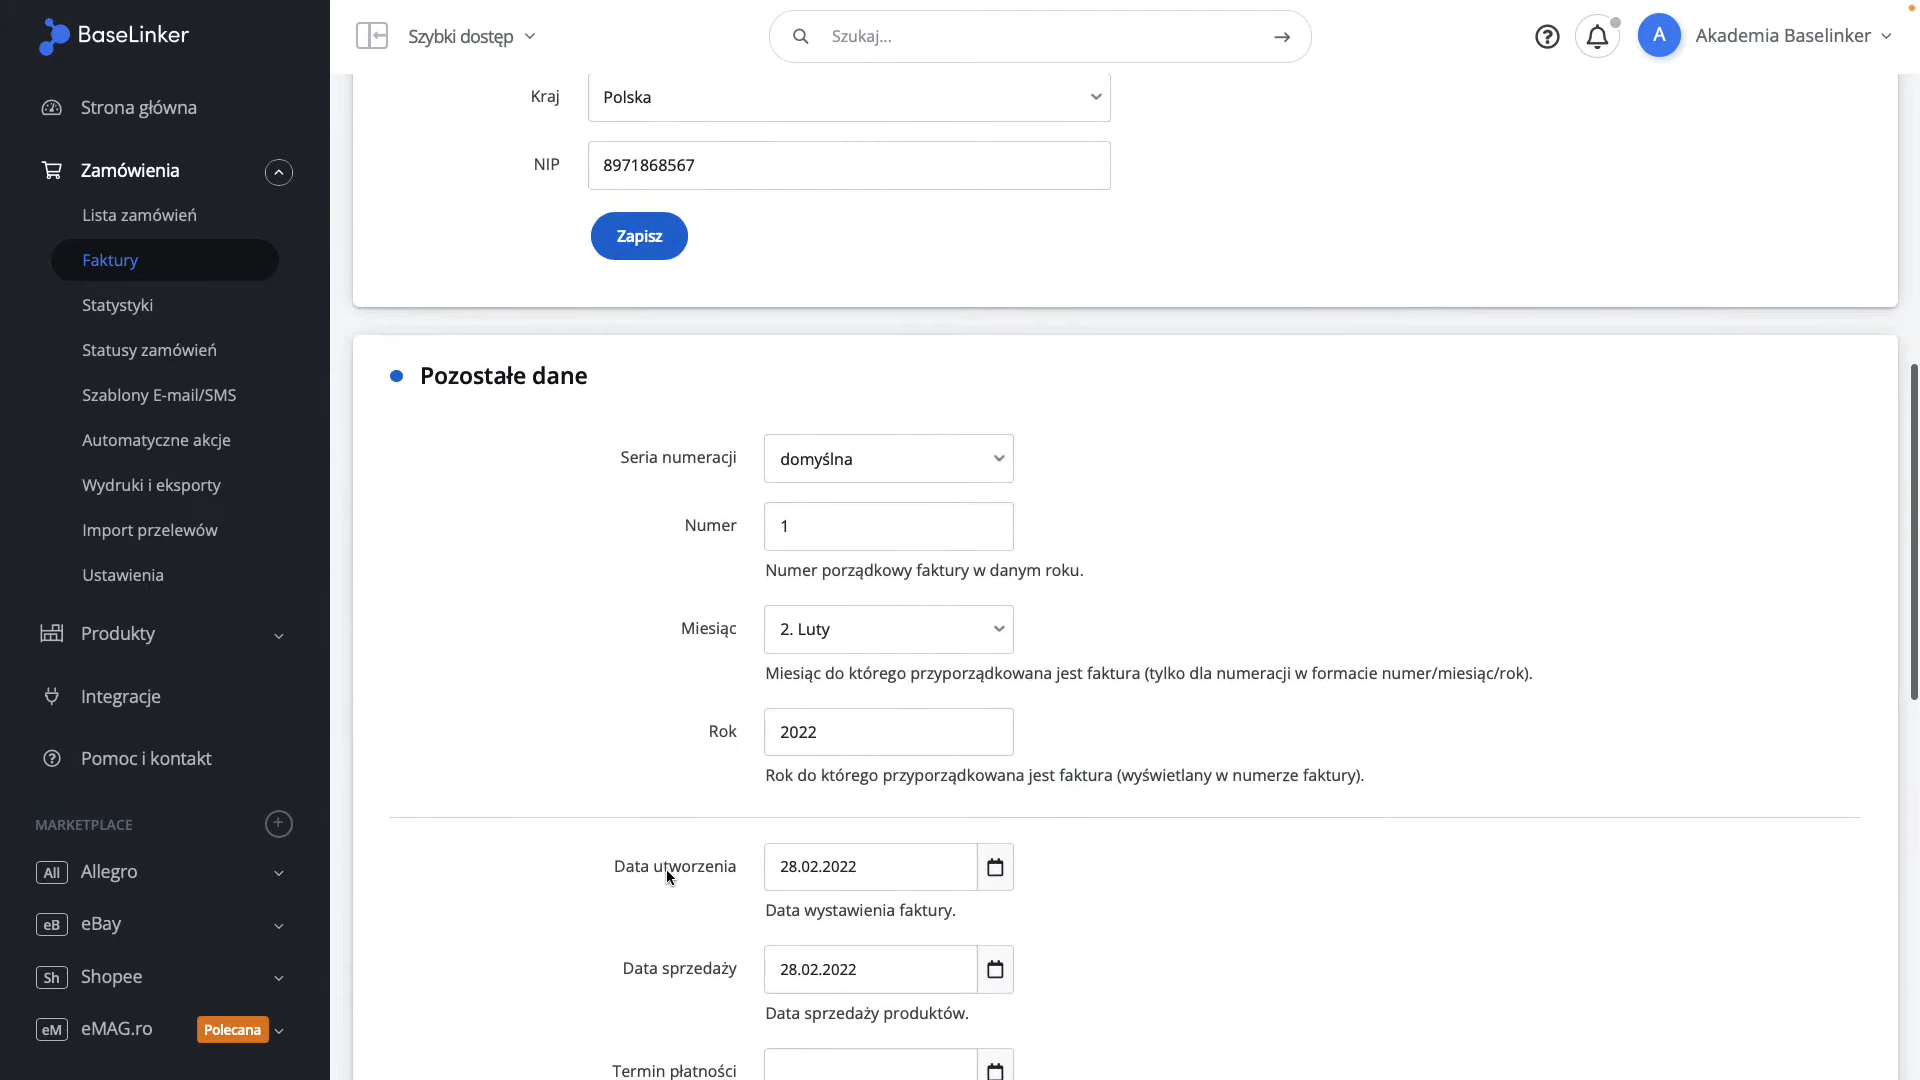 BaseLinker
Szybki dostęp
Szukaj...
A
Akademia Baselinker
Strona główna
Zamówienia
Lista zamówień
Faktury
Statystyki
Statusy zamówień
Szablony E-mail/SMS
Automatyczne akcje
Wydruki i eksporty
Import przelewów
Ustawienia
Produkty
Integracje
Pomoc i kontakt
MARKETPLACE
All Allegro
eB eBay
Sh Shopee
eM eMAG.ro Polecana
Kraj Polska
NIP 8971868567
Zapisz
Pozostałe dane
Seria numeracji domyślna
Numer 1
Numer porządkowy faktury w danym roku.
Miesiąc 2. Luty
Miesiąc do którego przyporządkowana jest faktura (tylko dla numeracji w formacie numer/miesiąc/rok).
Rok 2022
Rok do którego przyporządkowana jest faktura (wyświetlany w numerze faktury).
Data utworzenia 28.02.2022
Data wystawienia faktury.
Data sprzedaży 28.02.2022
Data sprzedaży produktów.
Termin płatności